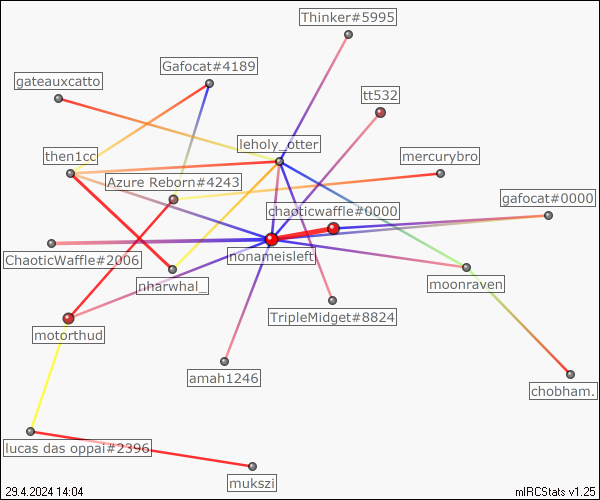 Thinker#5995
Gafocat#4189
gateauxcatto
tt532
leholy_otter
then1cc
mercurybro
Azure Reborn#4243
gafocat#0000
chaoticwaffle#0000
ChaoticWaffle#2006
nonameisleft
nharwhal_
moonraven
TripleMidget#8824
motorthud
amah1246
chobham.
lucas das oppai#2396
mukszi
29.4.2024 14:04
mIRCStats v1.25